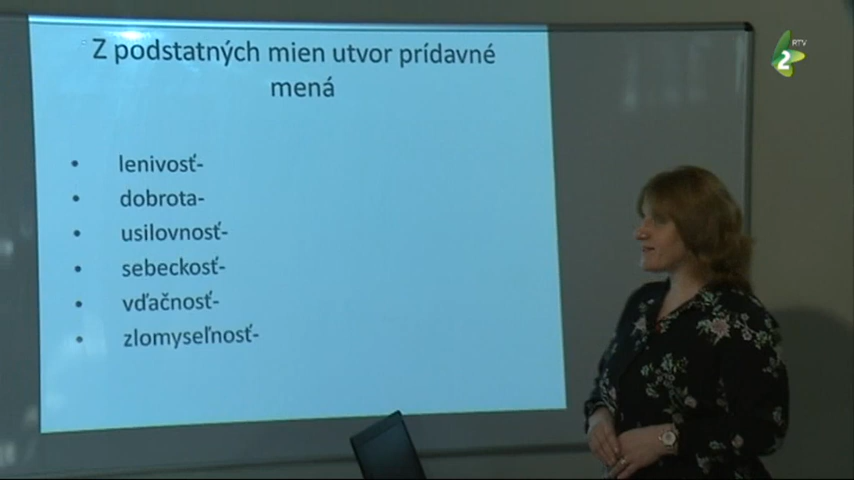 Z podstatných mien utvor prídavné
mená
• lenivosť-
• dobrota-
• usilovnosť-
• sebeckosť-
• vďačnosť-
• zlomyseľnosť-
RTV
2